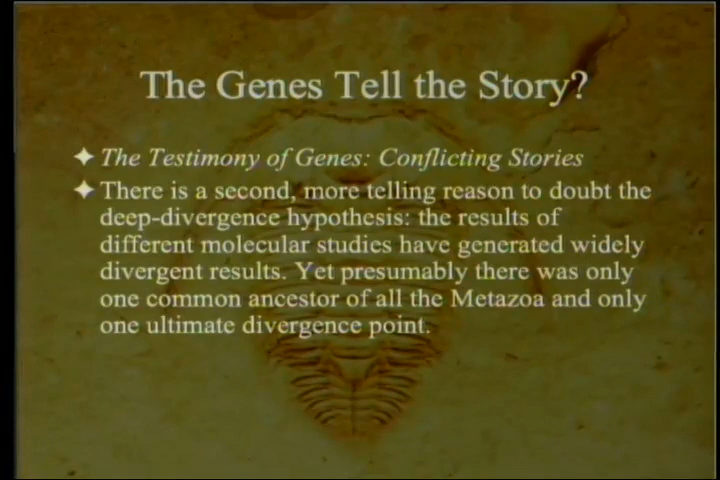 The Genes Tell the Story?
The Testimony of Genes: Conflicting Stories
There is a second, more telling reason to doubt the
deep-divergence hypothesis: the results of
different molecular studies have generated widely
divergent results. Yet presumably there was only
one common ancestor of all the Metazoa and only
one ultimate divergence point.